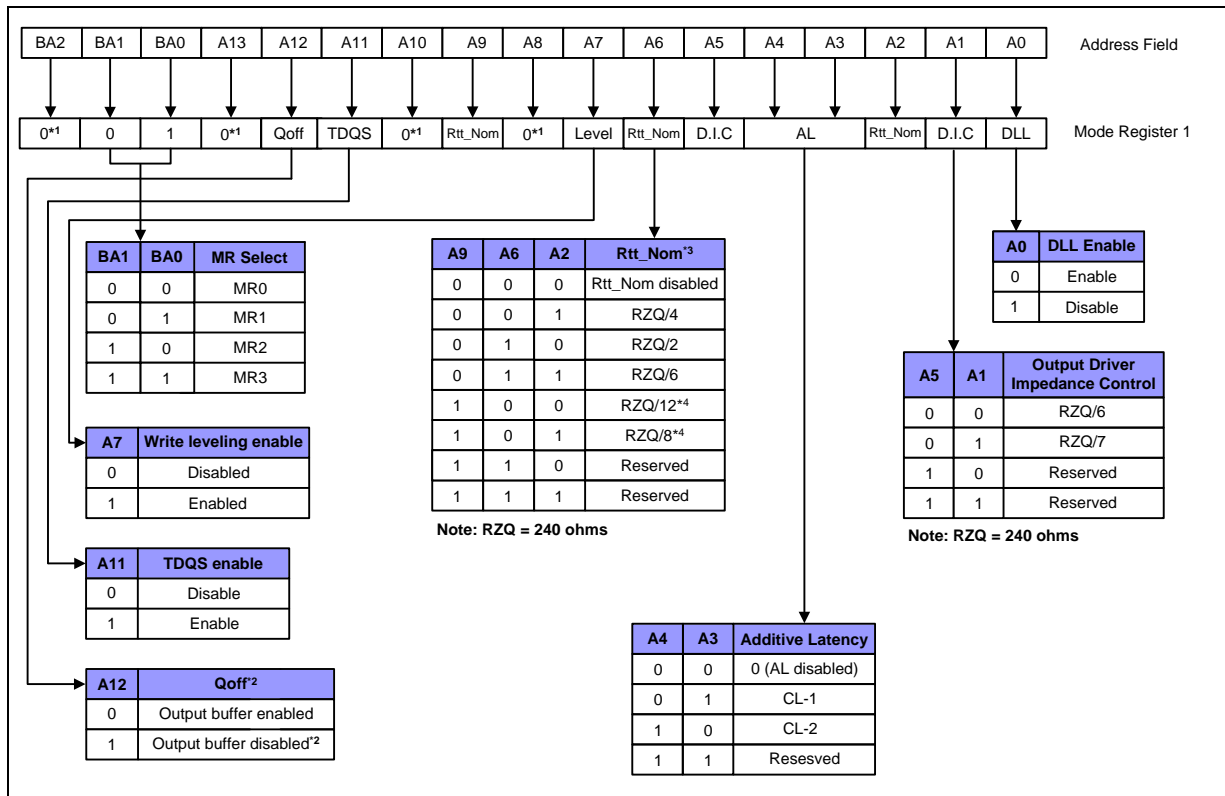 BA2 BA1 BA0 A13 A12 A11 A10 A9 A8 A7 A6 A5 A4 A3 A2 A1 A0 Address Field
0*1 0 1 0*1 Qoff TDQS 0*1 Rtt_Nom 0*1 Level Rtt_Nom D.I.C AL Rtt_Nom D.I.C DLL Mode Register 1
BA1 BA0 MR Select
0 0 MR0
0 1 MR1
1 0 MR2
1 1 MR3
A7 Write leveling enable
0 Disabled
1 Enabled
A11 TDQS enable
0 Disable
1 Enable
A12 Qoff*2
0 Output buffer enabled
1 Output buffer disabled*2
A9 A6 A2 Rtt_Nom*3
0 0 0 Rtt_Nom disabled
0 0 1 RZQ/4
0 1 0 RZQ/2
0 1 1 RZQ/6
1 0 0 RZQ/12*4
1 0 1 RZQ/8*4
1 1 0 Reserved
1 1 1 Reserved
Note: RZQ = 240 ohms
A4 A3 Additive Latency
0 0 0 (AL disabled)
0 1 CL-1
1 0 CL-2
1 1 Resesved
A0 DLL Enable
0 Enable
1 Disable
A5 A1 Output Driver
Impedance Control
0 0 RZQ/6
0 1 RZQ/7
1 0 Reserved
1 1 Reserved
Note: RZQ = 240 ohms